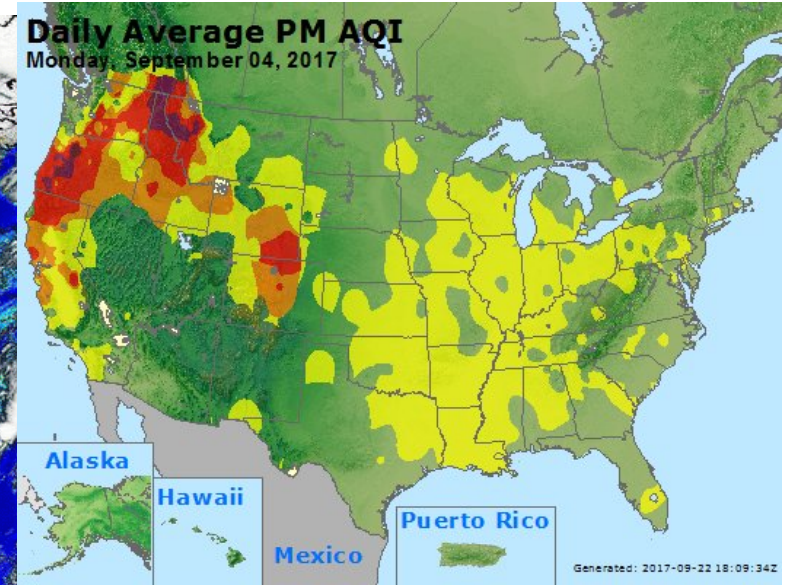 Daily Average PM AQI
Monday, September 04, 2017
Alaska
Hawaii
Puerto Rico
Mexico
Generated: 2017-09-22 18:09:34Z